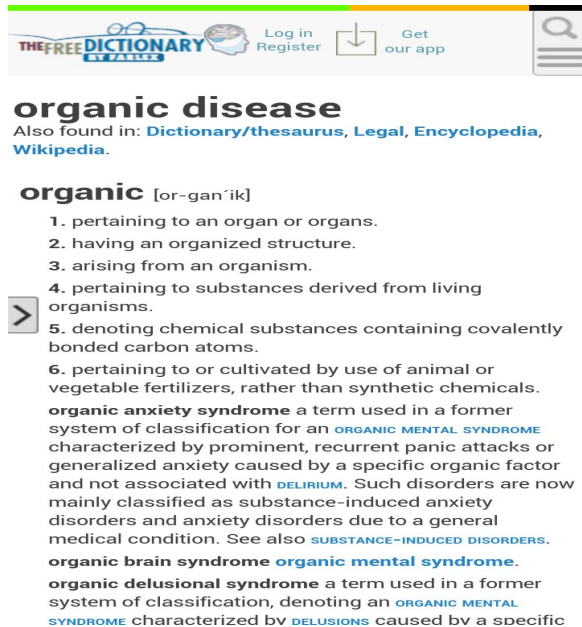 THEFREEDICTIONARY
BY FARLEX
Log in
Register
Get
our app
organic disease
Also found in: Dictionary/thesaurus, Legal, Encyclopedia,
Wikipedia.
organic [or-gan´ik]
1. pertaining to an organ or organs.
2. having an organized structure.
3. arising from an organism.
4. pertaining to substances derived from living
organisms.
5. denoting chemical substances containing covalently
bonded carbon atoms.
6. pertaining to or cultivated by use of animal or
vegetable fertilizers, rather than synthetic chemicals.
organic anxiety syndrome a term used in a former
system of classification for an ORGANIC MENTAL SYNDROME
characterized by prominent, recurrent panic attacks or
generalized anxiety caused by a specific organic factor
and not associated with DELIRIUM. Such disorders are now
mainly classified as substance-induced anxiety
disorders and anxiety disorders due to a general
medical condition. See also SUBSTANCE-INDUCED DISORDERS.
organic brain syndrome organic mental syndrome.
organic delusional syndrome a term used in a former
system of classification, denoting an ORGANIC MENTAL
SYNDROME characterized by DELUSIONS caused by a specific